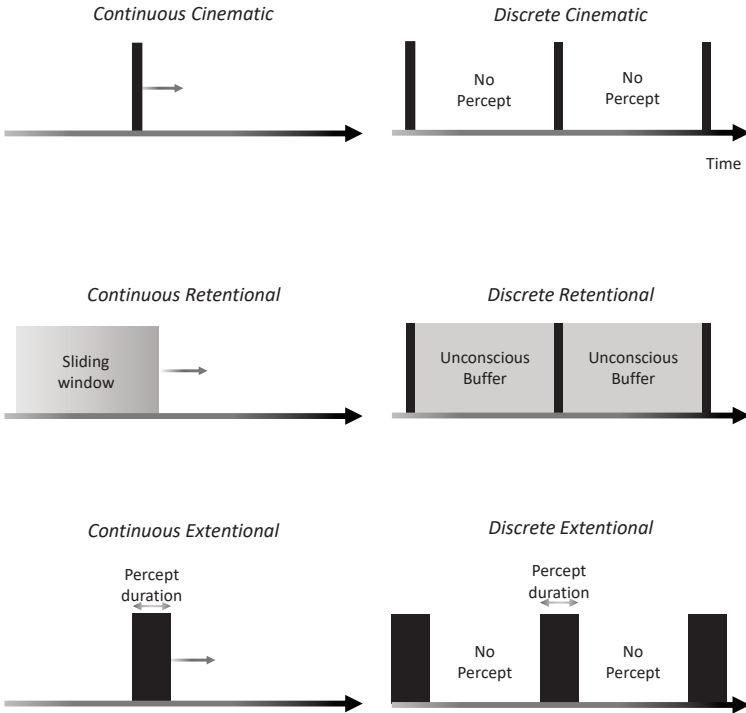 Continuous Cinematic
Discrete Cinematic
No
Percept
No
Percept
Time
Continuous Retentional
Discrete Retentional
Sliding
window
Unconscious
Buffer
Unconscious
Buffer
Continuous Extentional
Discrete Extentional
Percept
duration
Percept
duration
No
Percept
No
Percept